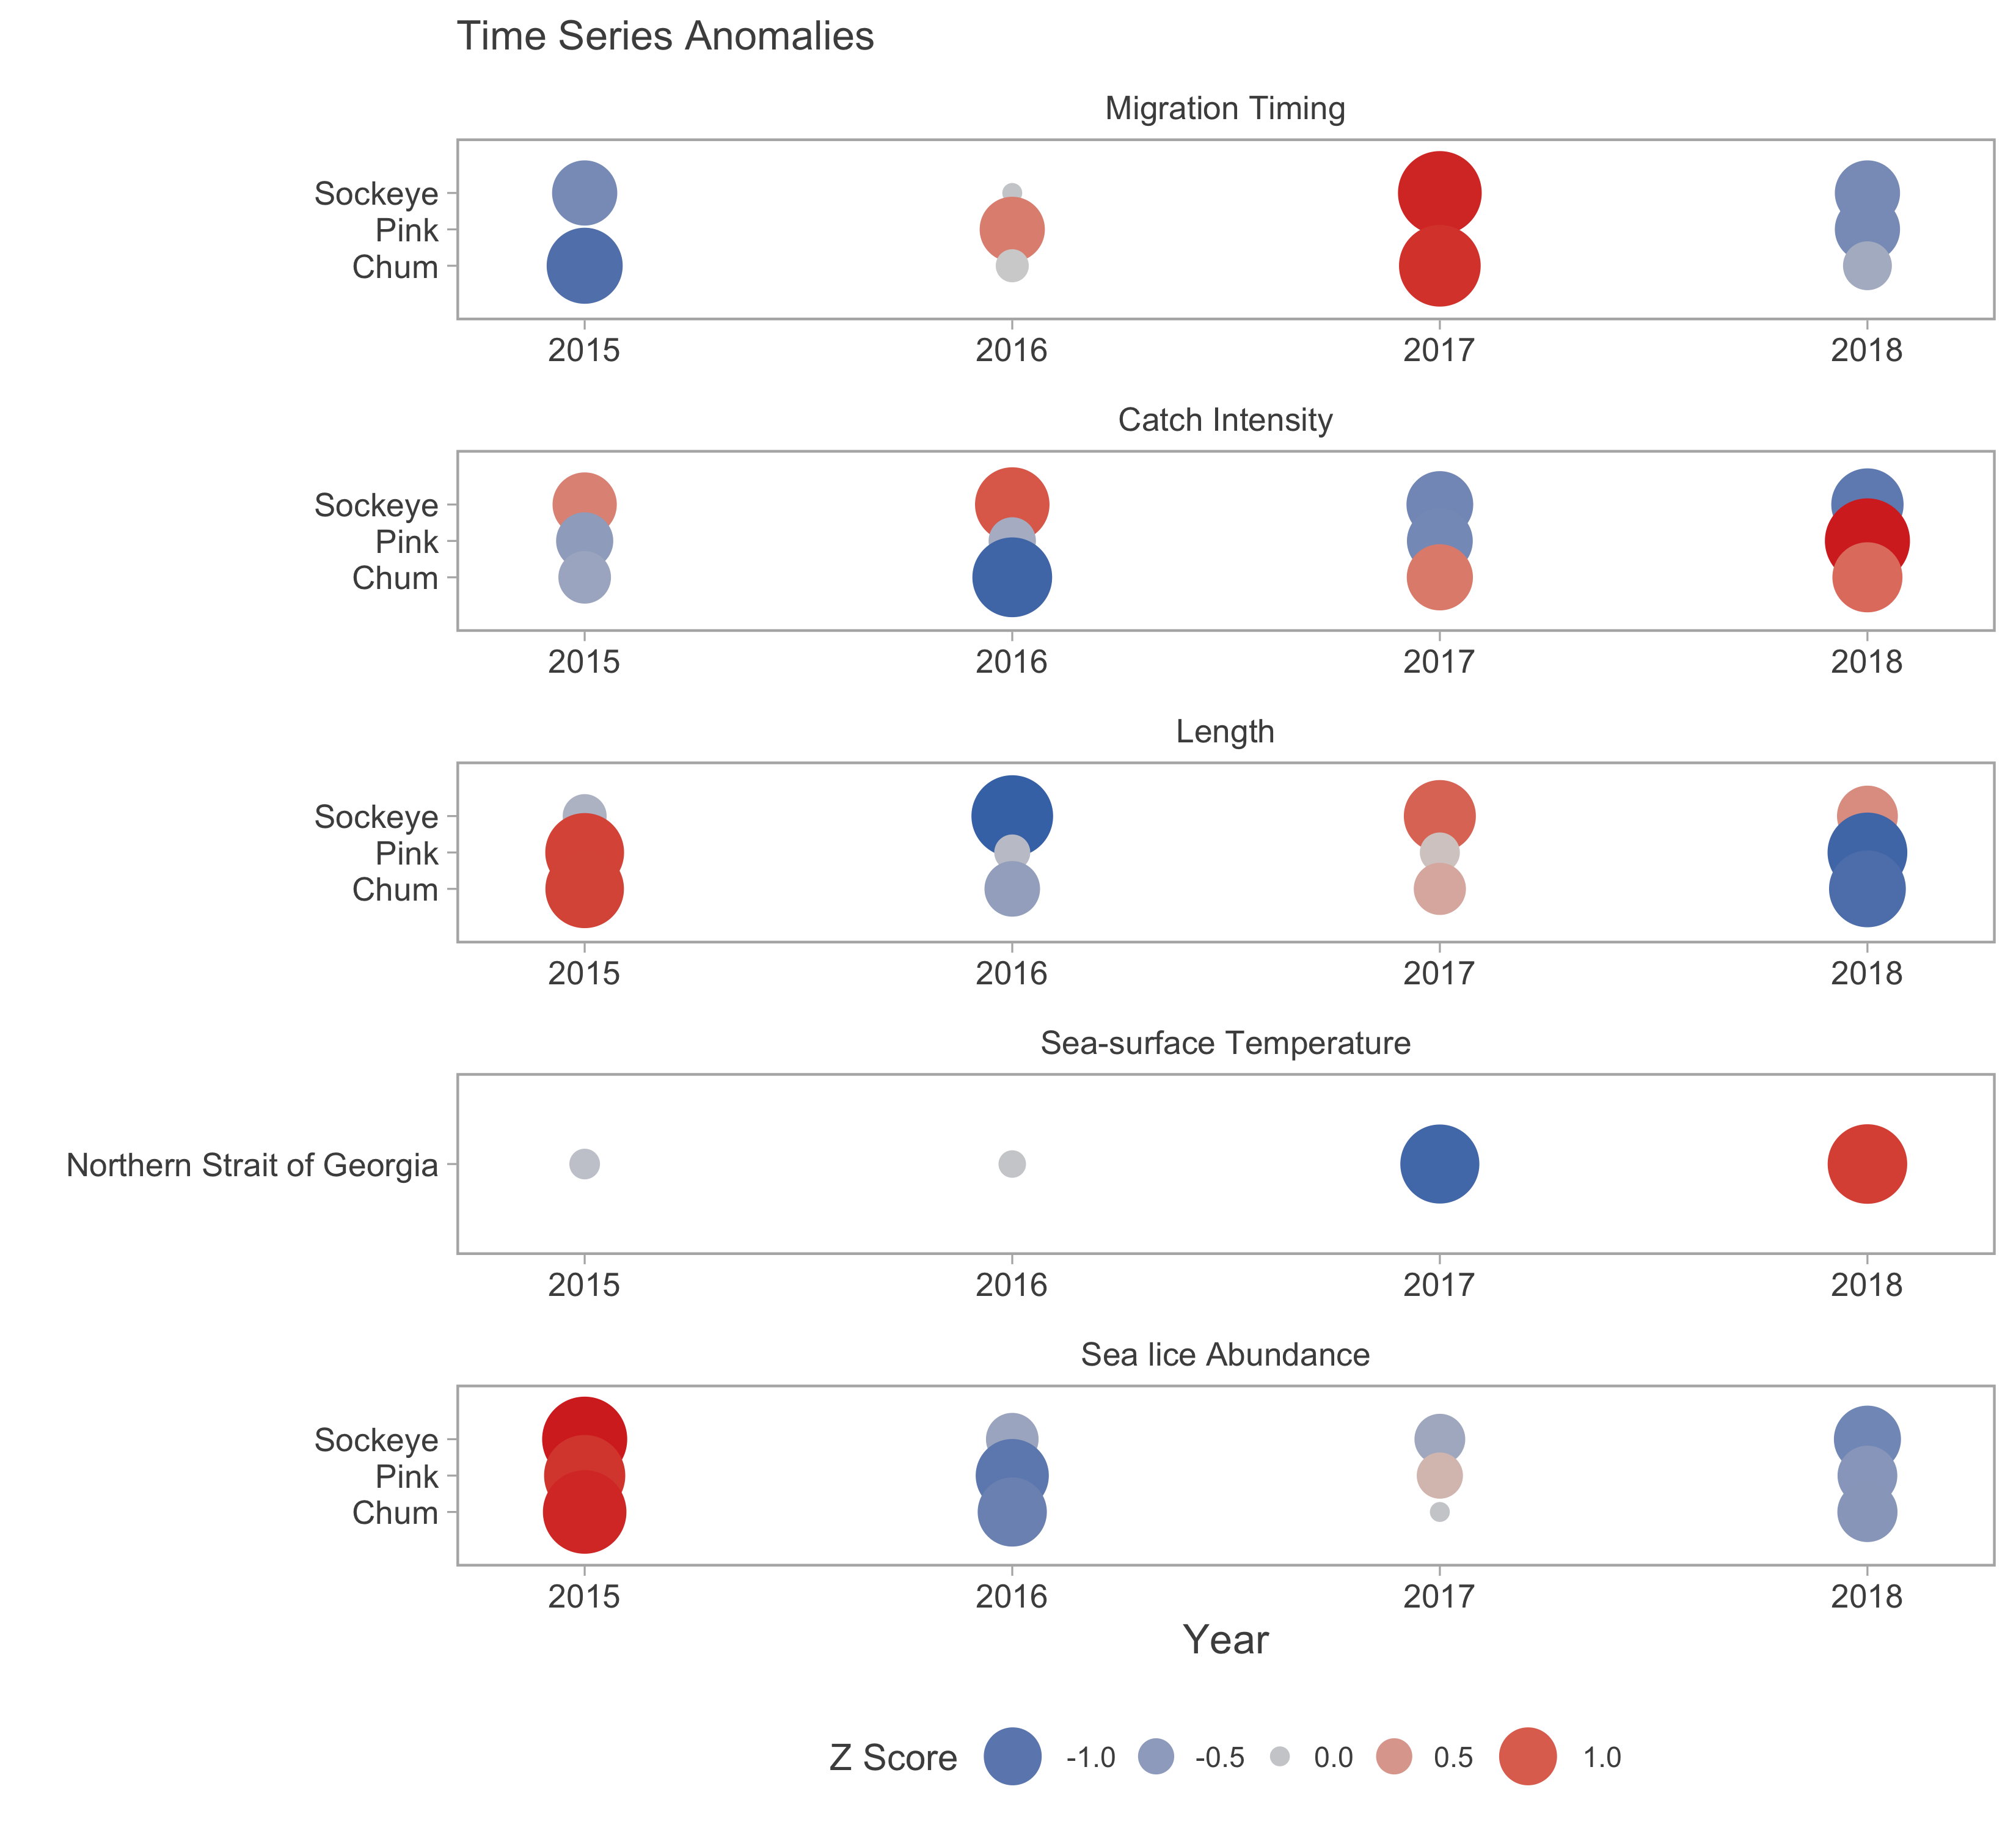 Time Series Anomalies
Migration Timing
Sockeye
Pink
Chum
2015 2016 2017 2018
Catch Intensity
Sockeye
Pink
Chum
2015 2016 2017 2018
Length
Sockeye
Pink
Chum
2015 2016 2017 2018
Sea-surface Temperature
Northern Strait of Georgia
2015 2016 2017 2018
Sea lice Abundance
Sockeye
Pink
Chum
2015 2016 2017 2018
Year
Z Score -1.0 -0.5 0.0 0.5 1.0